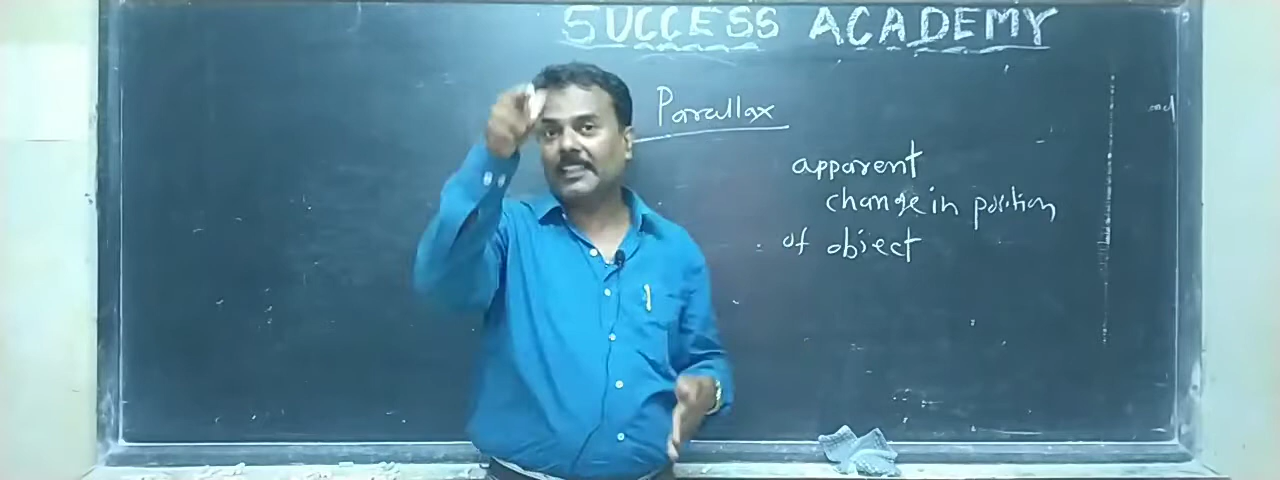 SUCCESS ACADEMY
Parallax
apparent
change in position
of object